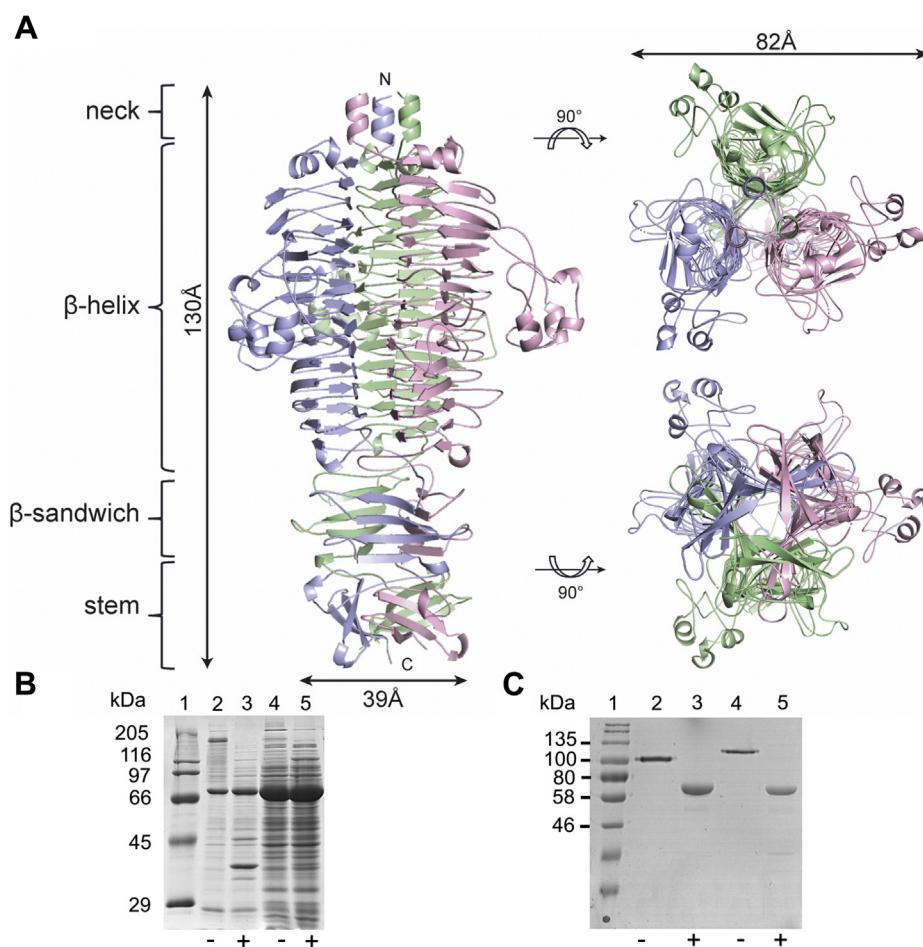 A
neck
β-helix
β-sandwich
stem
130Å
N
C
39Å
90°
82Å
90°
B
kDa 1 2 3 4 5
205
116
97
66
45
29
- + - +
C
kDa 1 2 3 4 5
135
100
80
58
46
- + - +